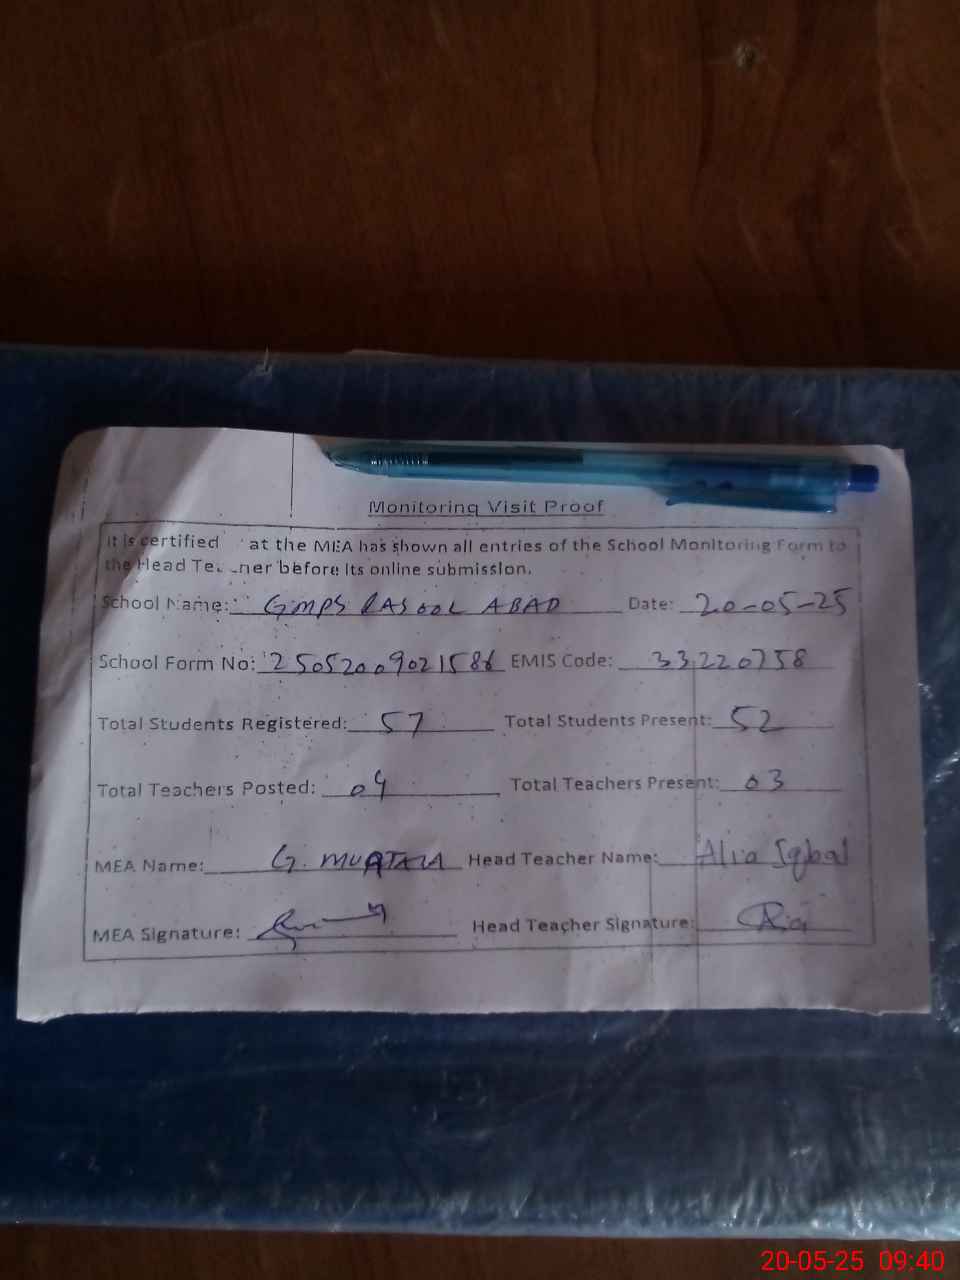 Monitoring Visit Proof
It is certified at the MEA has shown all entries of the School Monitoring Form to
the Head Teacher before its online submission.
School Name: GMPS RASOOL ABAD Date: 20-05-25
School Form No: 25052009021586 EMIS Code: 33220758
Total Students Registered: 57 Total Students Present: 52
Total Teachers Posted: 04 Total Teachers Present: 03
MEA Name: G. MURTAZA Head Teacher Name: Alia Iqbal
MEA Signature: Head Teacher Signature:
20-05-25 09:40